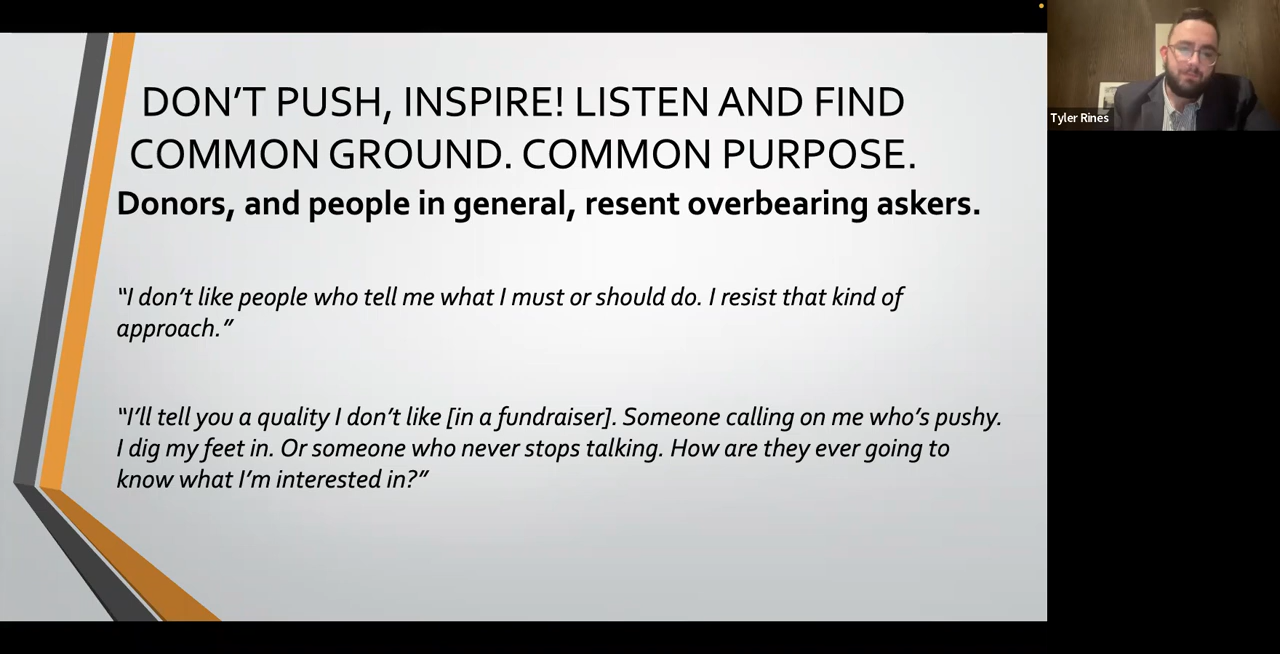 DON’T PUSH, INSPIRE! LISTEN AND FIND
COMMON GROUND. COMMON PURPOSE.
Donors, and people in general, resent overbearing askers.
“I don’t like people who tell me what I must or should do. I resist that kind of
approach.”
“I’ll tell you a quality I don’t like [in a fundraiser]. Someone calling on me who’s pushy.
I dig my feet in. Or someone who never stops talking. How are they ever going to
know what I’m interested in?”
Tyler Rines